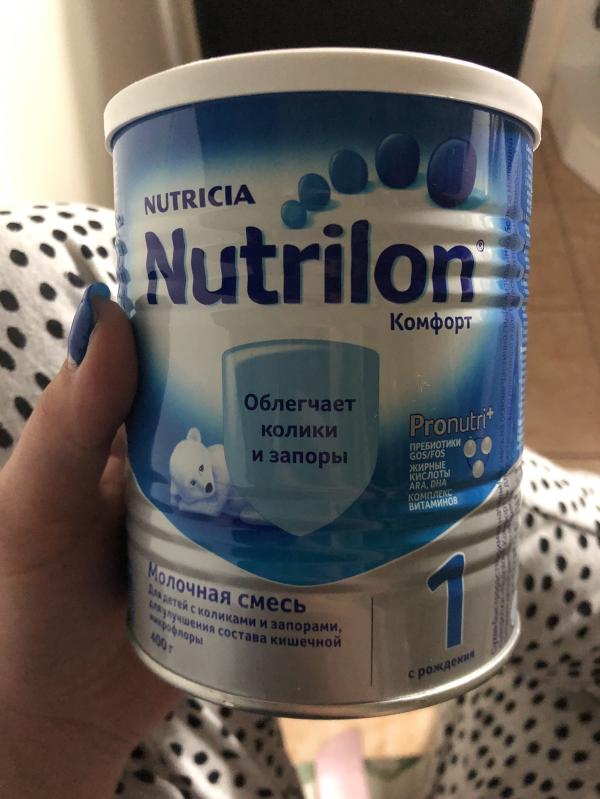 NUTRICIA
Nutrilon®
Комфорт
Облегчает
колики
и запоры
Pronutri+
ПРЕБИОТИКИ
GOS/FOS
ЖИРНЫЕ
КИСЛОТЫ
ARA, DHA
КОМПЛЕКС
ВИТАМИНОВ
Молочная смесь
Для детей с коликами и запорами,
для улучшения состава кишечной
микрофлоры
400 г
1
с рождения